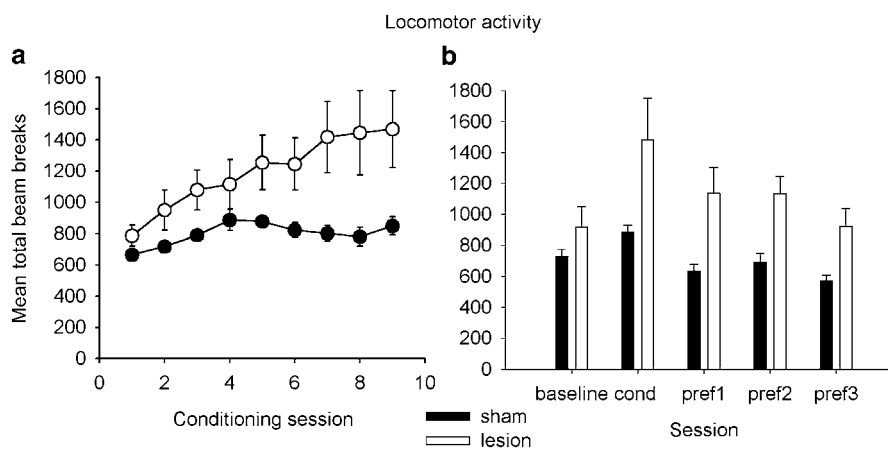 Locomotor activity
a
b
Mean total beam breaks
1800
1600
1400
1200
1000
800
600
400
200
0
0 2 4 6 8 10
Conditioning session
1800
1600
1400
1200
1000
800
600
400
200
0
baseline cond pref1 pref2 pref3
Session
sham
lesion